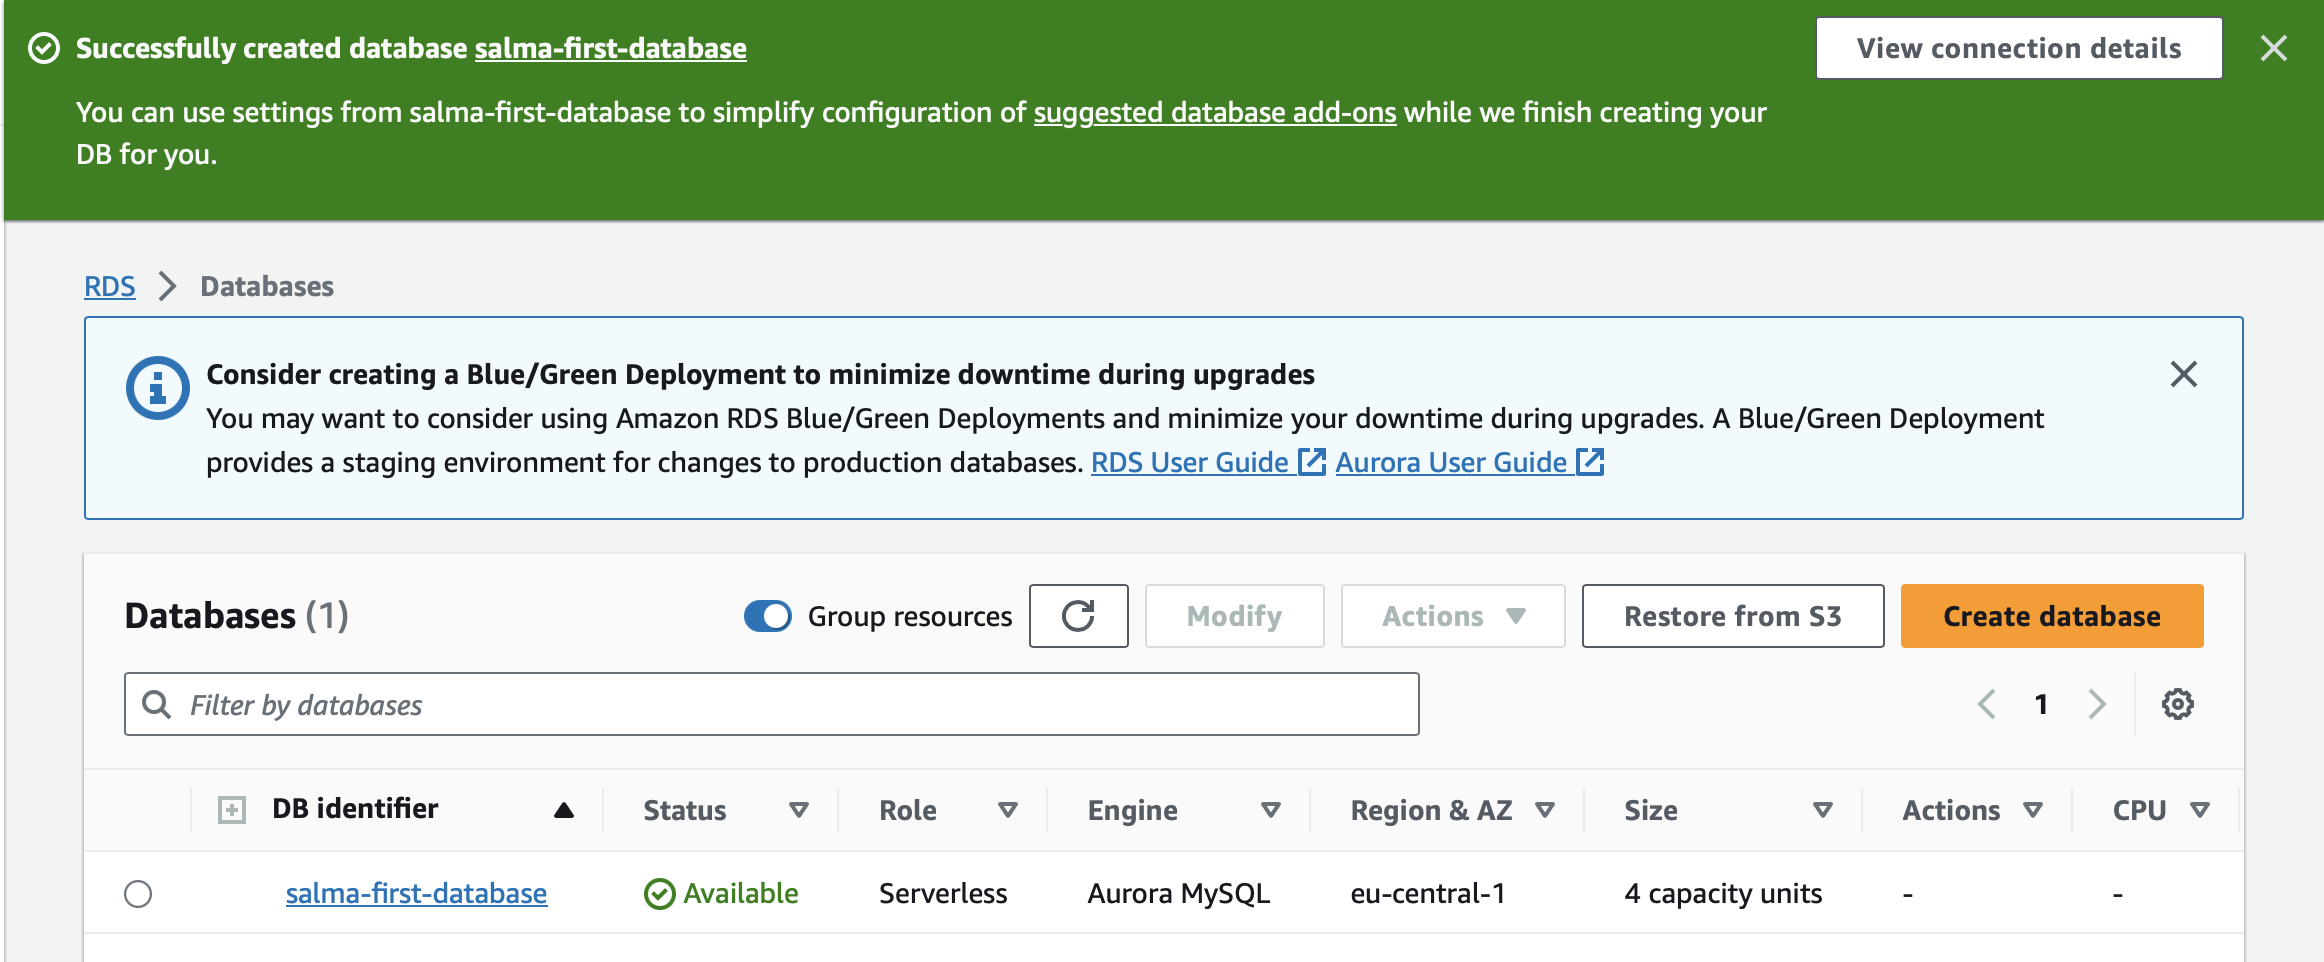 Successfully created database salma-first-database
View connection details
You can use settings from salma-first-database to simplify configuration of suggested database add-ons while we finish creating your
DB for you.
RDS > Databases
Consider creating a Blue/Green Deployment to minimize downtime during upgrades
You may want to consider using Amazon RDS Blue/Green Deployments and minimize your downtime during upgrades. A Blue/Green Deployment
provides a staging environment for changes to production databases. RDS User Guide Aurora User Guide
Databases (1)
Group resources
Modify
Actions
Restore from S3
Create database
Filter by databases
1
DB identifier Status Role Engine Region & AZ Size Actions CPU
salma-first-database Available Serverless Aurora MySQL eu-central-1 4 capacity units - -